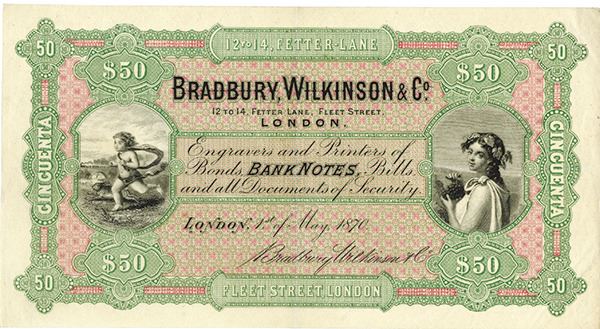 50 12 TO 14, FETTER-LANE 50
$50 $50
BRADBURY, WILKINSON & Co.
12 TO 14, FETTER LANE, FLEET STREET,
LONDON.
CINCUENTA
CINCUENTA
Engravers and Printers of
Bonds, BANK NOTES, Bills
and all Documents of Security.
LONDON, 1st of May, 1870.
Bradbury Wilkinson & Co
$50 $50
50 FLEET STREET, LONDON 50